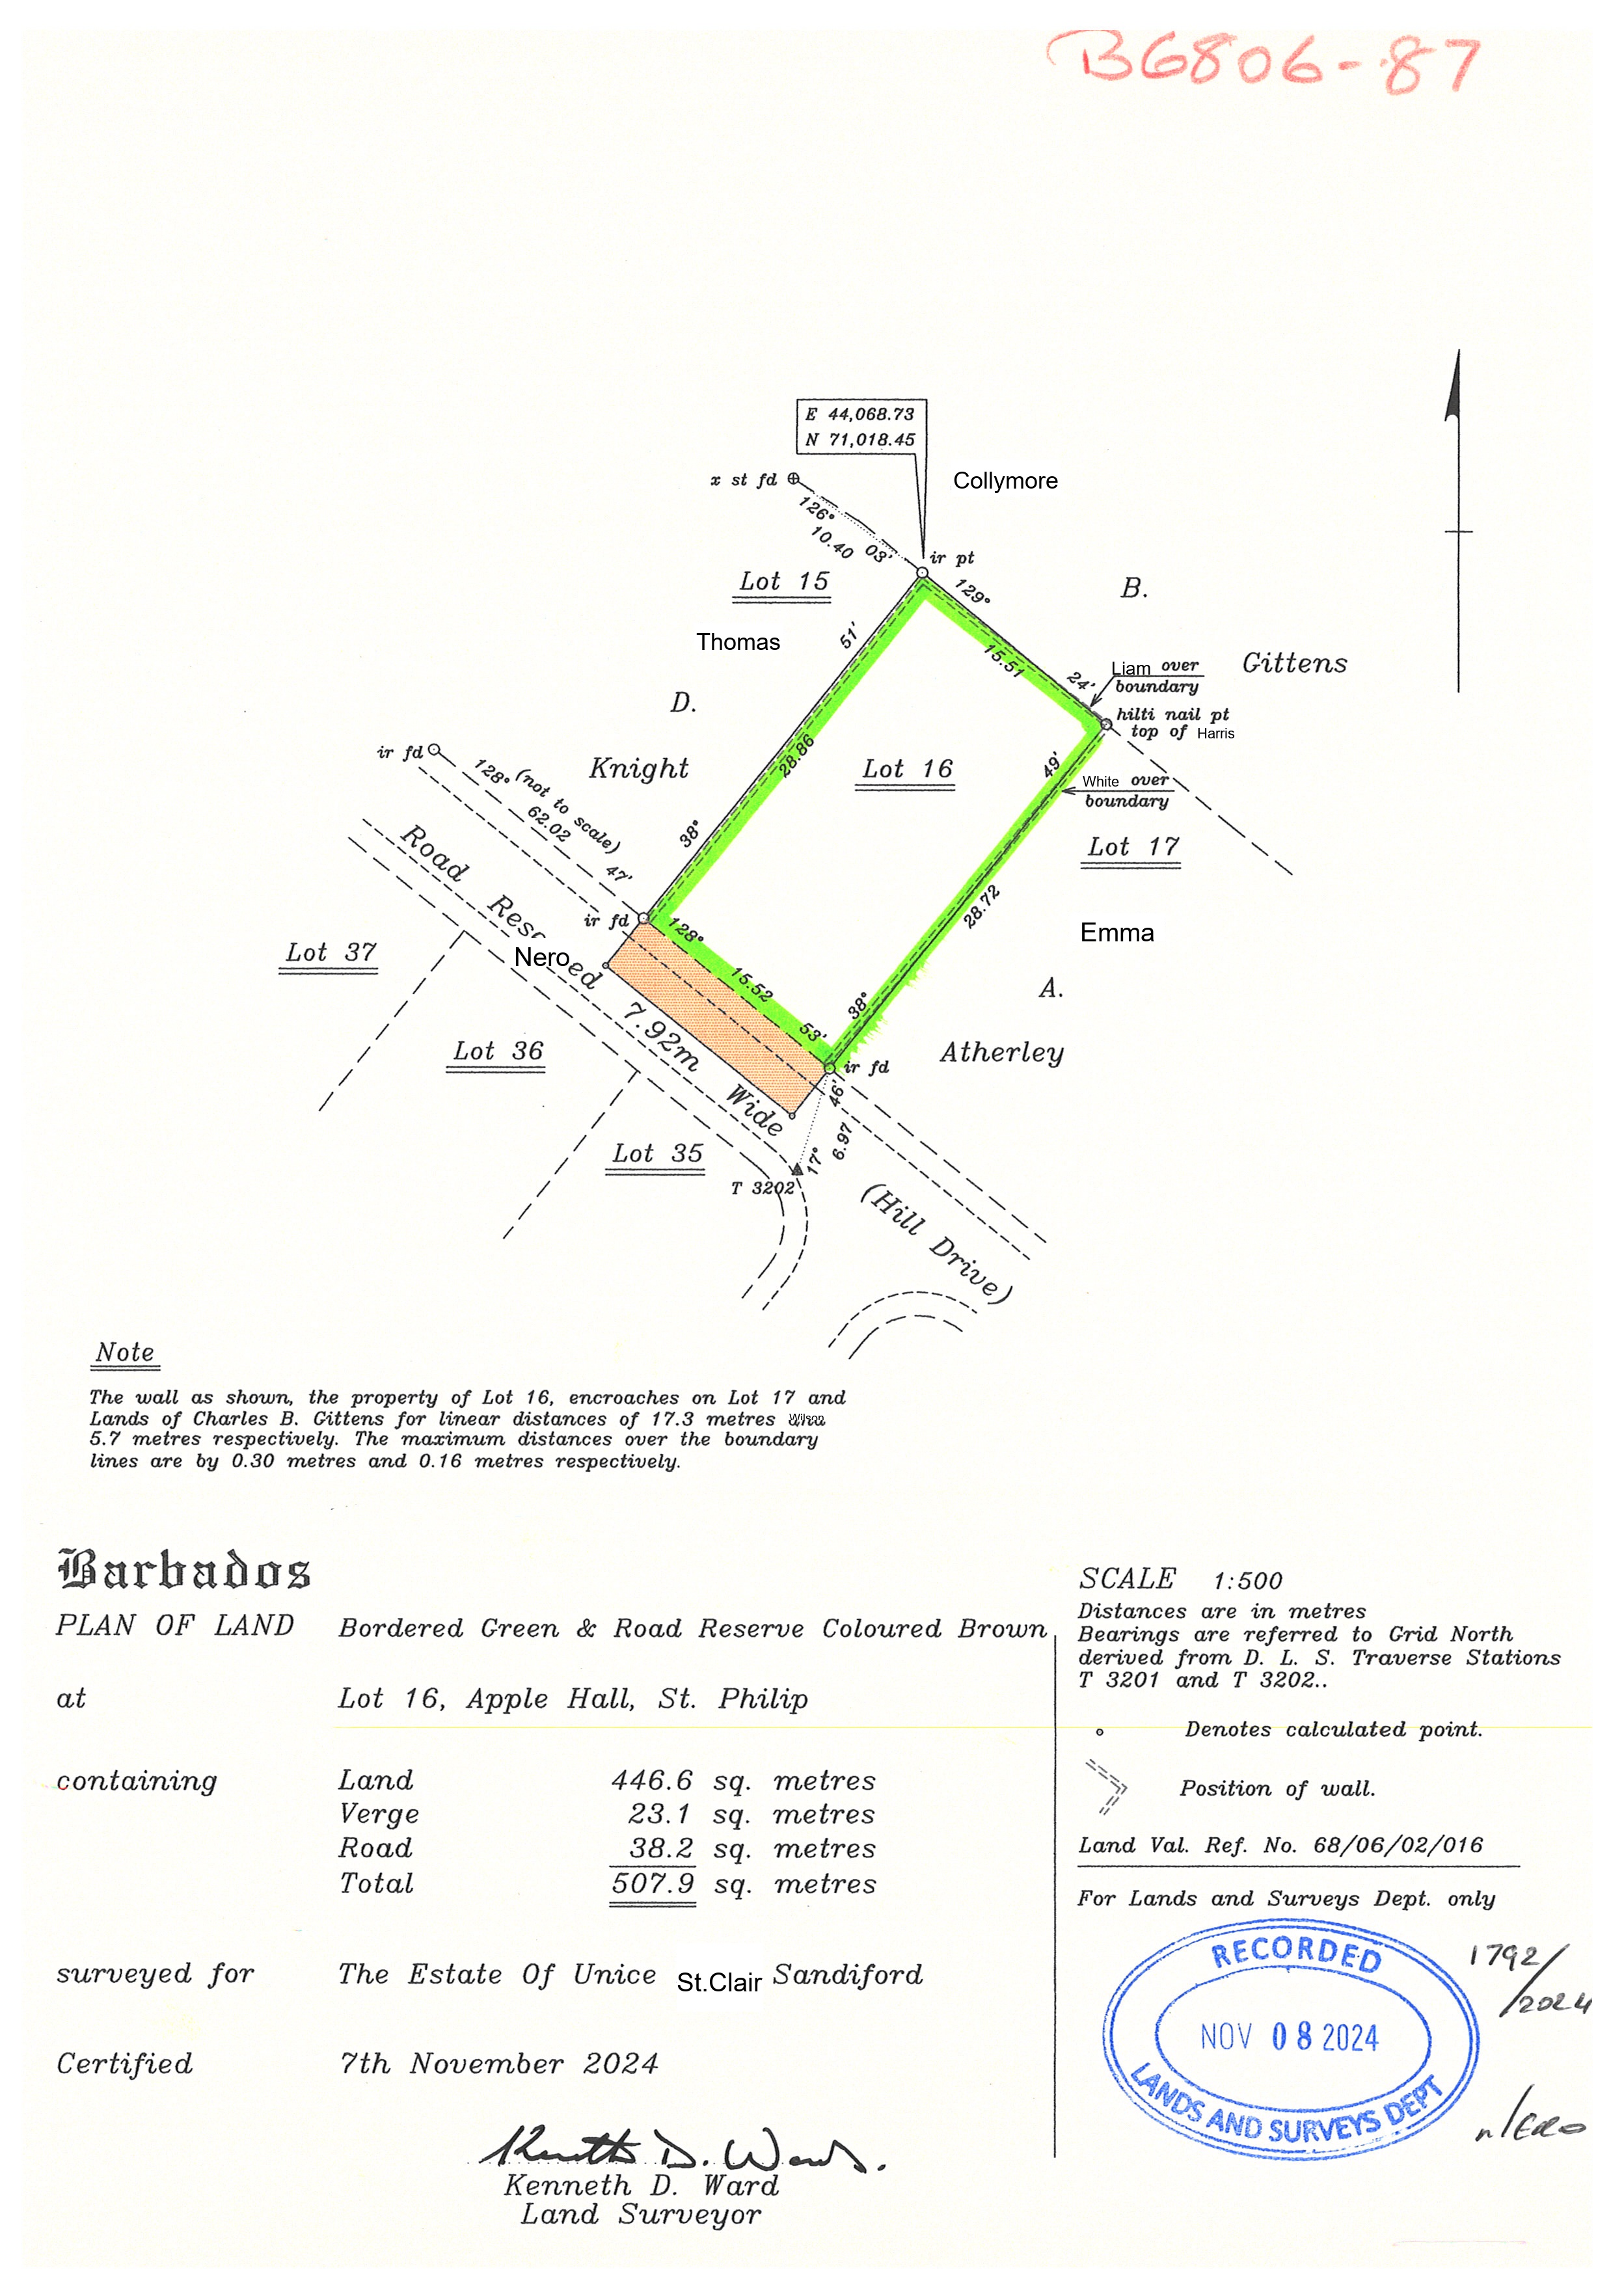 B6806-87
E 44,068.73
N 71,018.45
x st fd
Collymore
126°
10.40 03'
ir pt
Lot 15
129°
B.
Thomas
51'
15.51
24'
Liam over
boundary
Gittens
D.
hilti nail pt
top of Harris
ir fd
128° (not to scale)
62.02
47'
Knight
28.86
Lot 16
49'
White over
boundary
38°
Lot 17
Road
28.72
Emma
ir fd
128°
Lot 37
Nero
ed
15.52
A.
38°
53'
7.92m
Lot 36
Atherley
ir fd
46'
Wide
6.97
17°
Lot 35
T 3202
(Hill Drive)
Note
The wall as shown, the property of Lot 16, encroaches on Lot 17 and
Lands of Charles B. Gittens for linear distances of 17.3 metres
5.7 metres respectively. The maximum distances over the boundary
lines are by 0.30 metres and 0.16 metres respectively.
Barbados
PLAN OF LAND Bordered Green & Road Reserve Coloured Brown
at Lot 16, Apple Hall, St. Philip
containing Land 446.6 sq. metres
Verge 23.1 sq. metres
Road 38.2 sq. metres
Total 507.9 sq. metres
surveyed for The Estate Of Unice St.Clair Sandiford
Certified 7th November 2024
Kenneth D. Ward.
Kenneth D. Ward
Land Surveyor
SCALE 1:500
Distances are in metres
Bearings are referred to Grid North
derived from D. L. S. Traverse Stations
T 3201 and T 3202..
Denotes calculated point.
Position of wall.
Land Val. Ref. No. 68/06/02/016
For Lands and Surveys Dept. only
RECORDED
NOV 08 2024
LANDS AND SURVEYS DEPT
1792/
2024